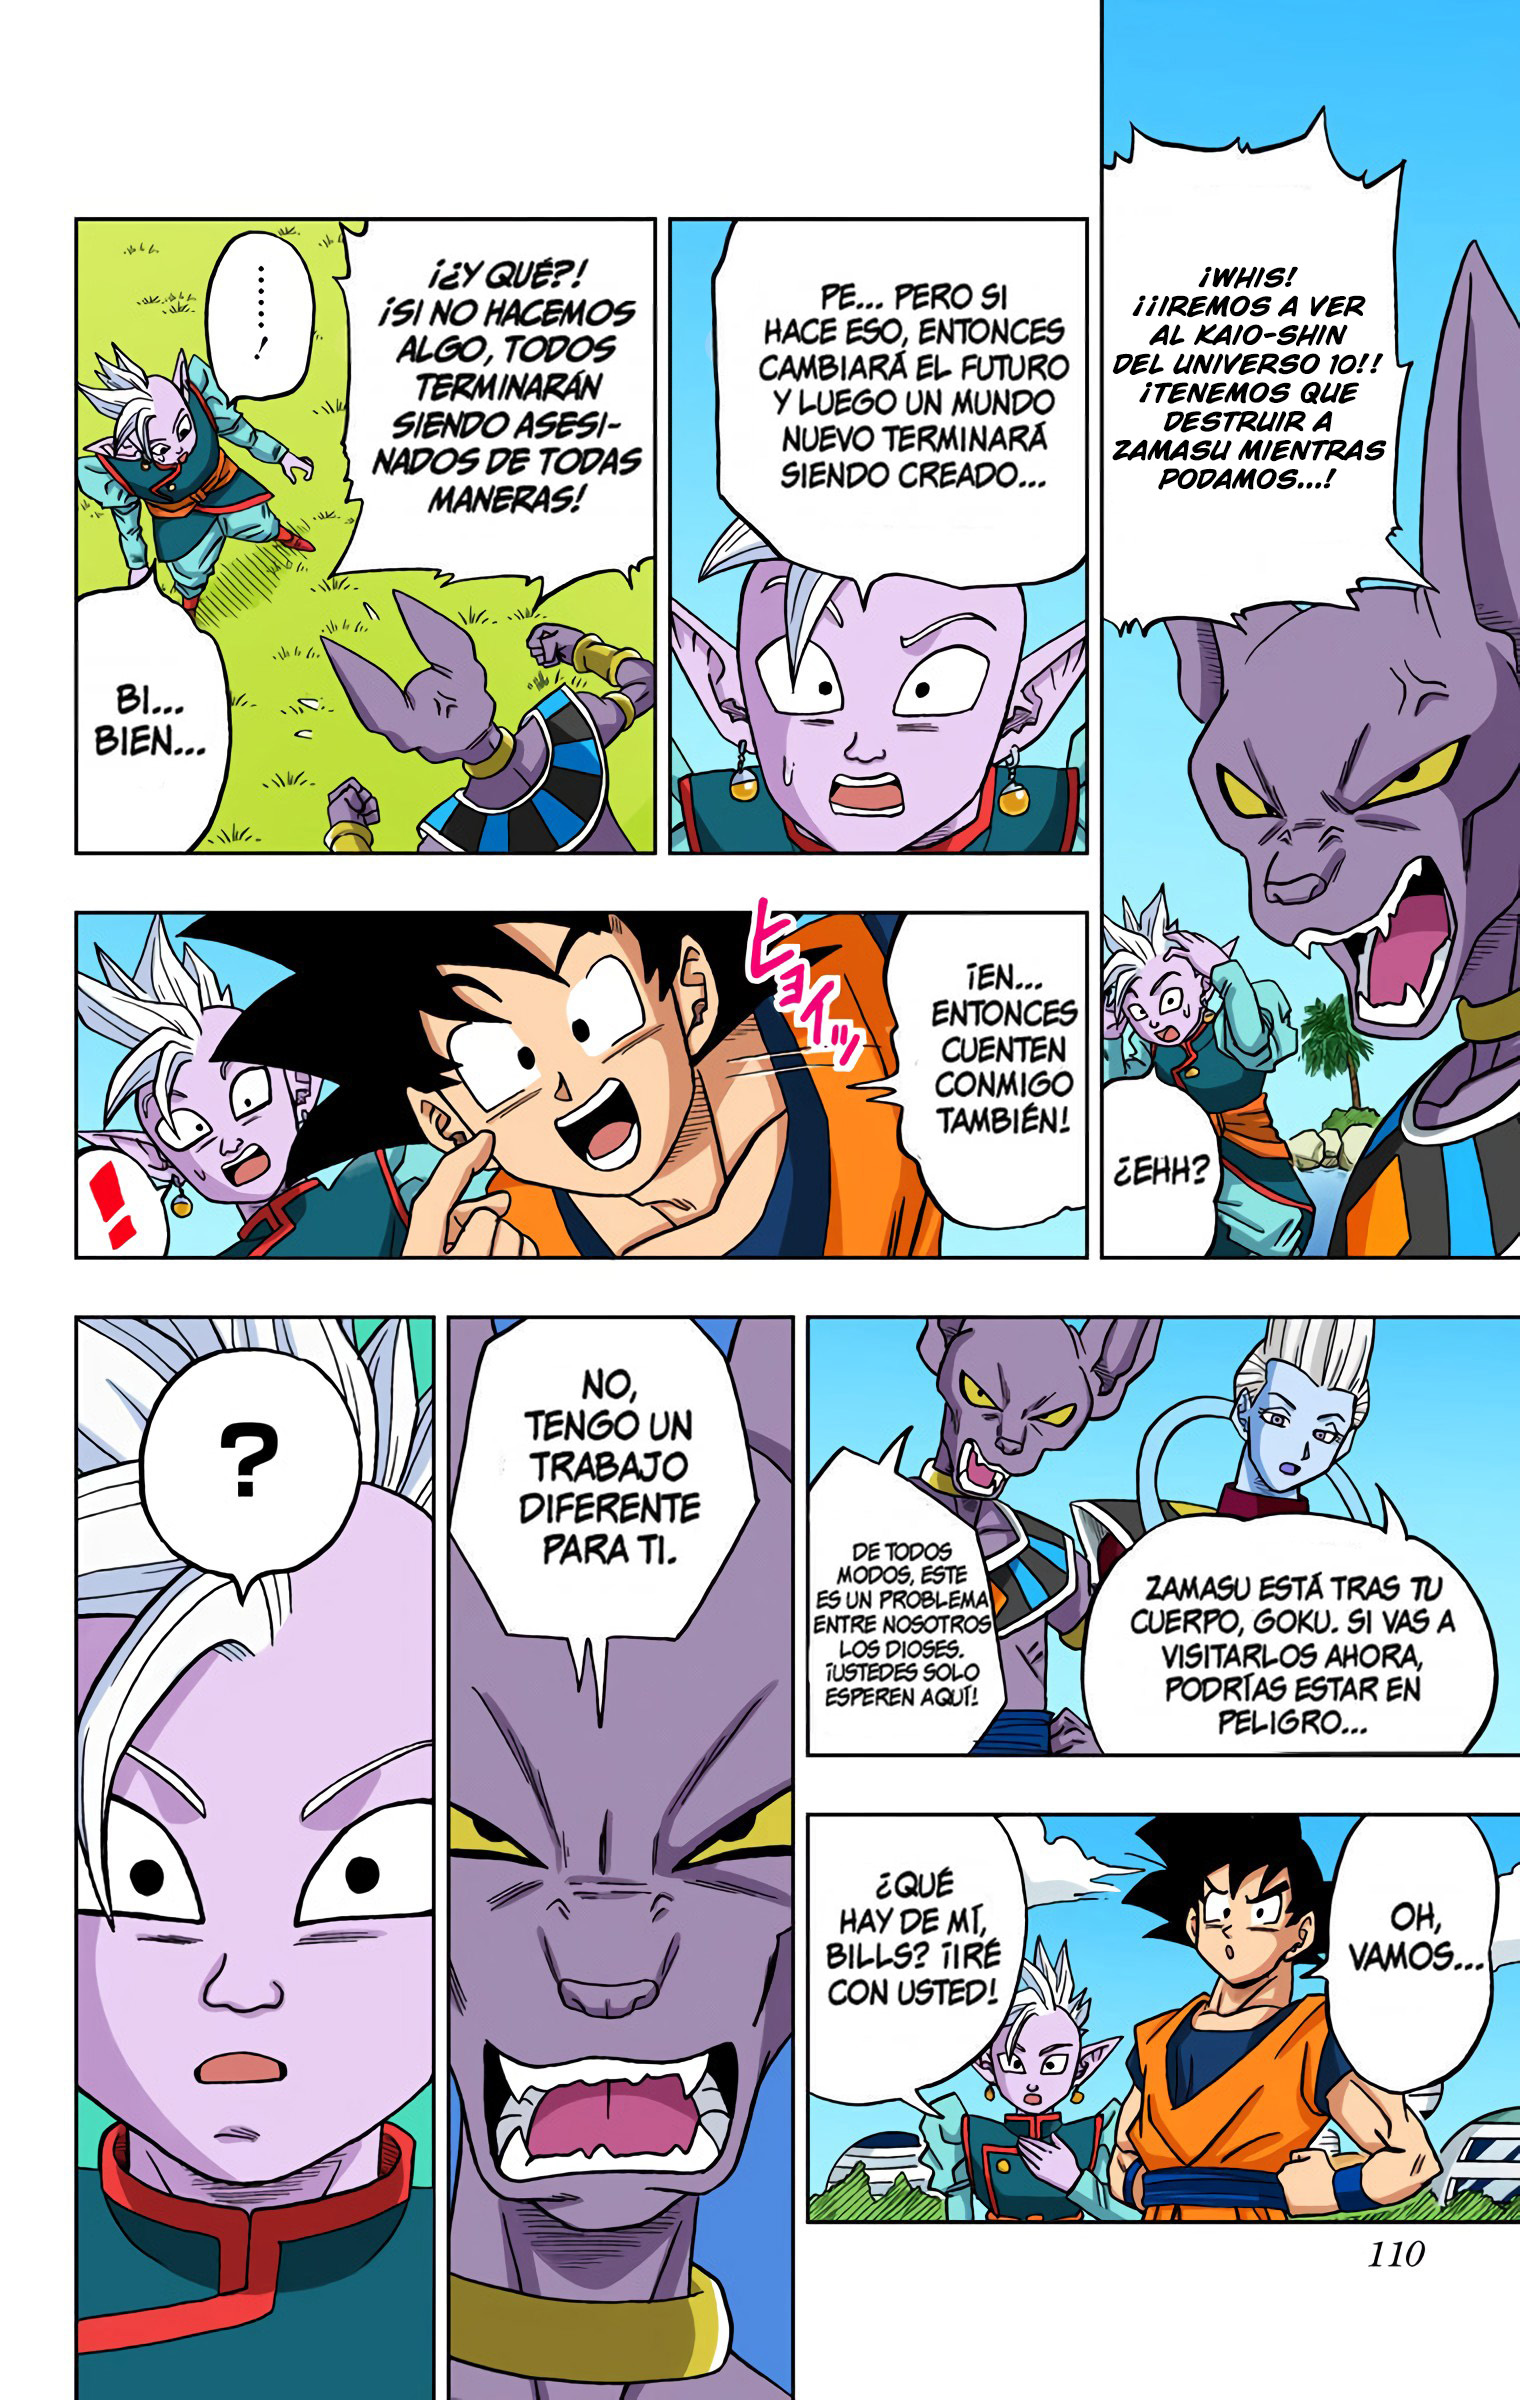 ¡WHIS!
¡¡IREMOS A VER
AL KAIO-SHIN
DEL UNIVERSO 10!!
¡TENEMOS QUE
DESTRUIR A
ZAMASU MIENTRAS
PODAMOS...!
¿EHH?
PE... PERO SI
HACE ESO, ENTONCES
CAMBIARÁ EL FUTURO
Y LUEGO UN MUNDO
NUEVO TERMINARÁ
SIENDO CREADO...
¡¿Y QUÉ?!
¡SI NO HACEMOS
ALGO, TODOS
TERMINARÁN
SIENDO ASESI-
NADOS DE TODAS
MANERAS!
.......!
BI...
BIEN...
¡EN...
ENTONCES
CUENTEN
CONMIGO
TAMBIÉN!
ヒョイッ
!
ZAMASU ESTÁ TRAS TU
CUERPO, GOKU. SI VAS A
VISITARLOS AHORA,
PODRÍAS ESTAR EN
PELIGRO...
DE TODOS
MODOS, ESTE
ES UN PROBLEMA
ENTRE NOSOTROS
LOS DIOSES.
¡USTEDES SOLO
ESPEREN AQUÍ!
OH,
VAMOS...
¿QUÉ
HAY DE MÍ,
BILLS? ¡IRÉ
CON USTED!
NO,
TENGO UN
TRABAJO
DIFERENTE
PARA TI.
?
110